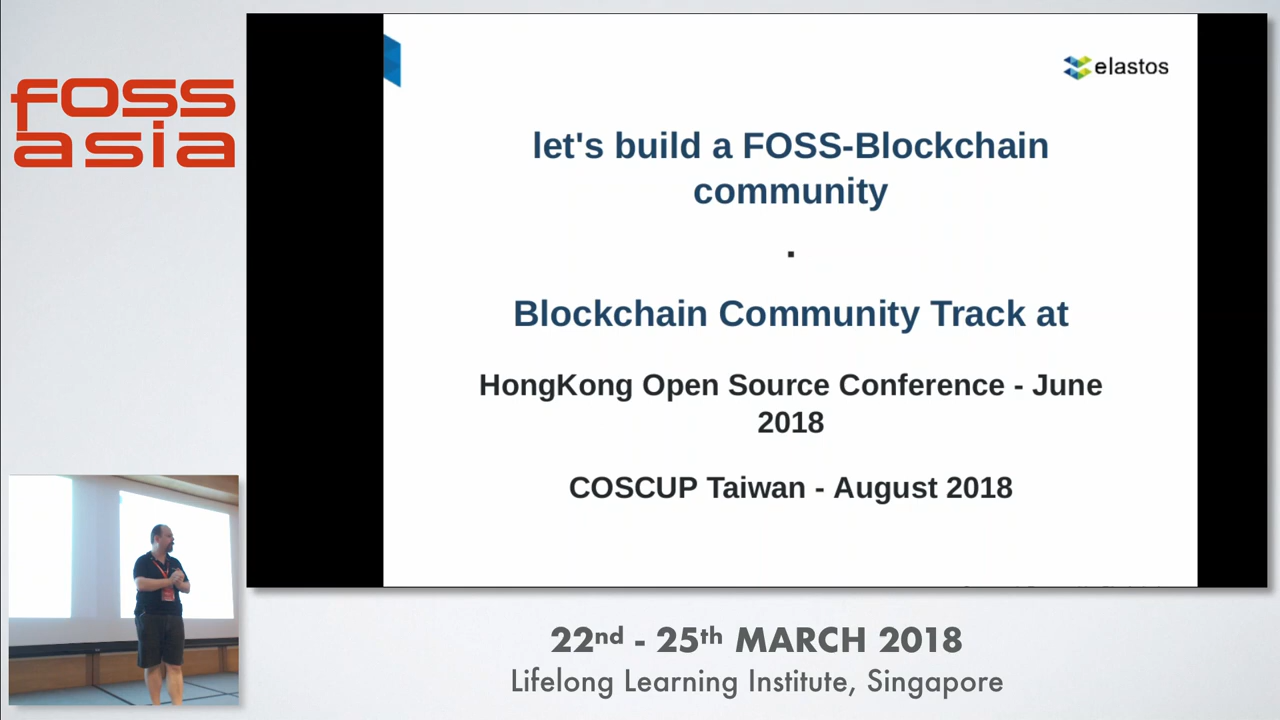 foss
asia
elastos
let's build a FOSS-Blockchain
community
.
Blockchain Community Track at
HongKong Open Source Conference - June
2018
COSCUP Taiwan - August 2018
22nd - 25th MARCH 2018
Lifelong Learning Institute, Singapore